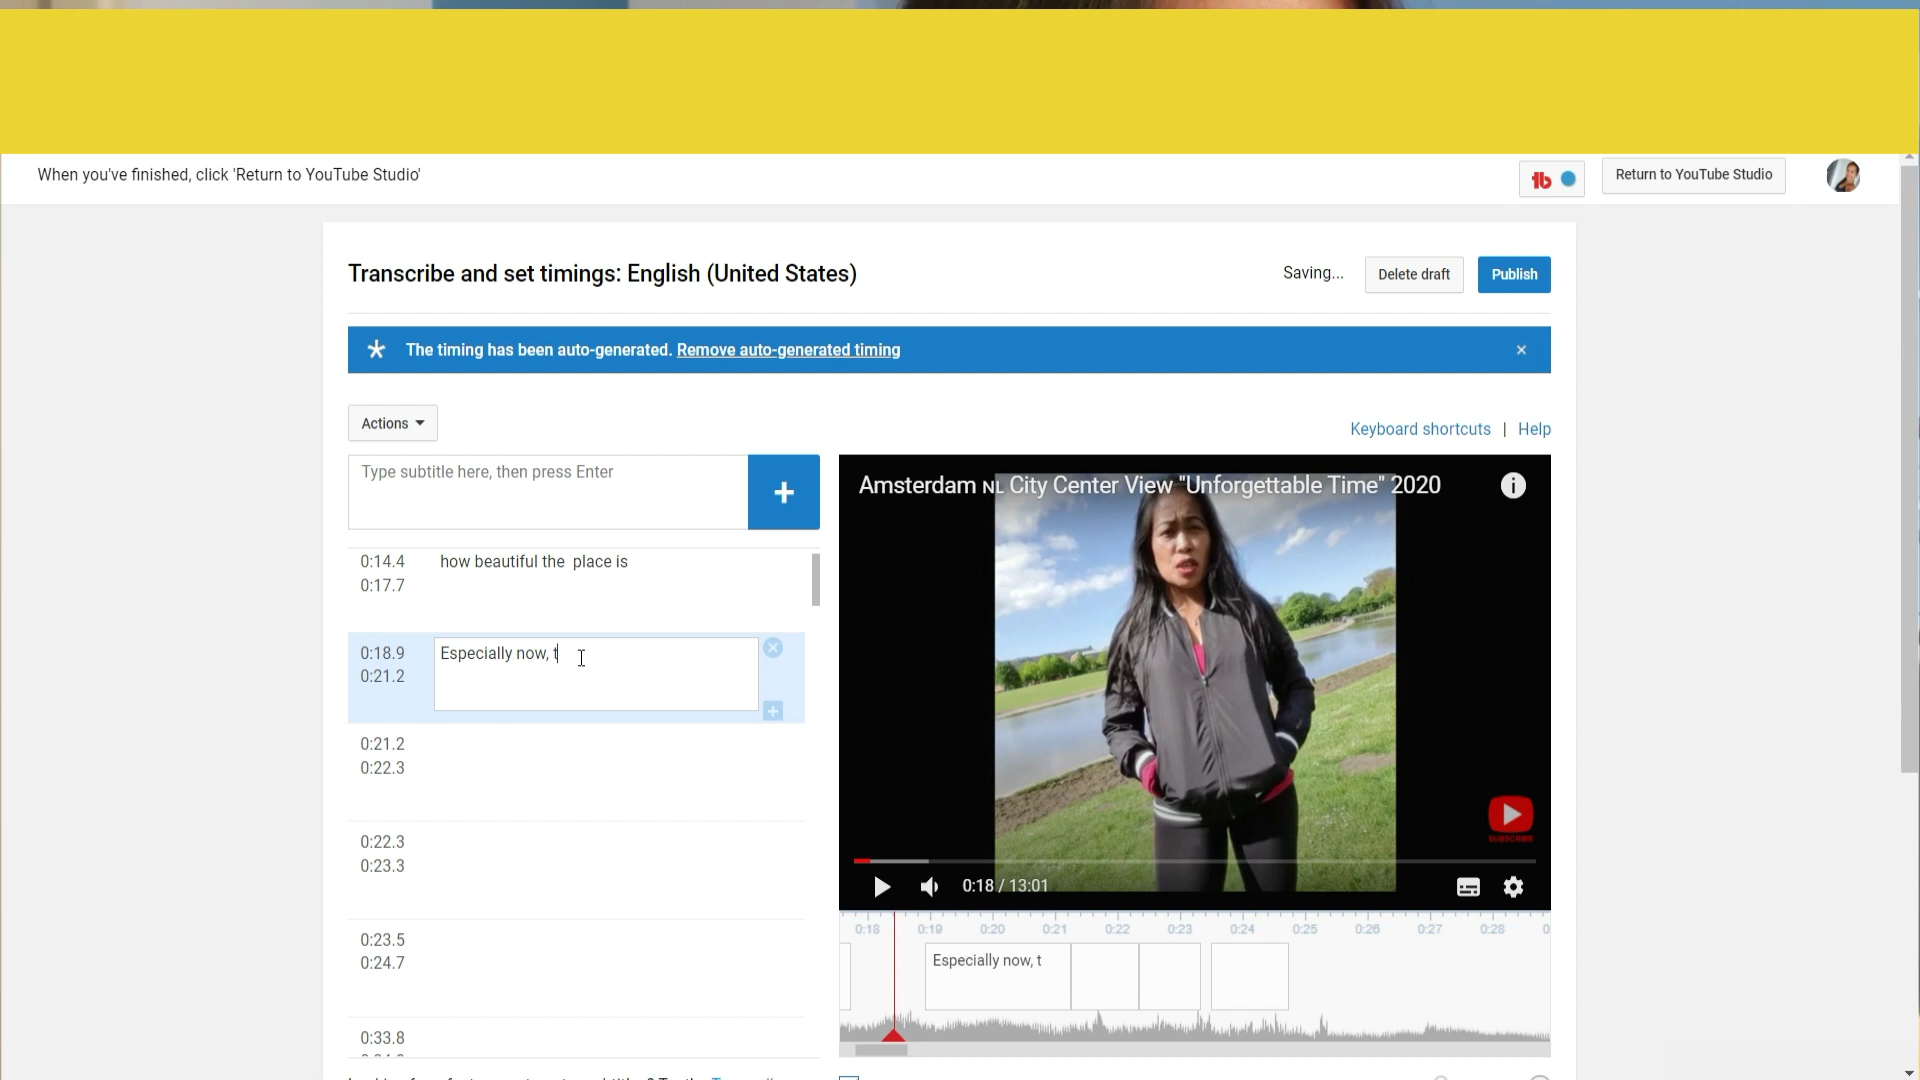 When you've finished, click 'Return to YouTube Studio'
Return to YouTube Studio
Transcribe and set timings: English (United States)
Saving...
Delete draft
Publish
The timing has been auto-generated. Remove auto-generated timing
Actions
Keyboard shortcuts | Help
Type subtitle here, then press Enter
+
0:14.4
how beautiful the  place is
0:17.7
0:18.9
Especially now, t
0:21.2
0:21.2
0:22.3
0:22.3
0:23.3
0:23.5
0:24.7
0:33.8
Amsterdam NL City Center View "Unforgettable Time" 2020
SUBSCRIBE
0:18 / 13:01
0:18 0:19 0:20 0:21 0:22 0:23 0:24 0:25 0:26 0:27 0:28
Especially now, t